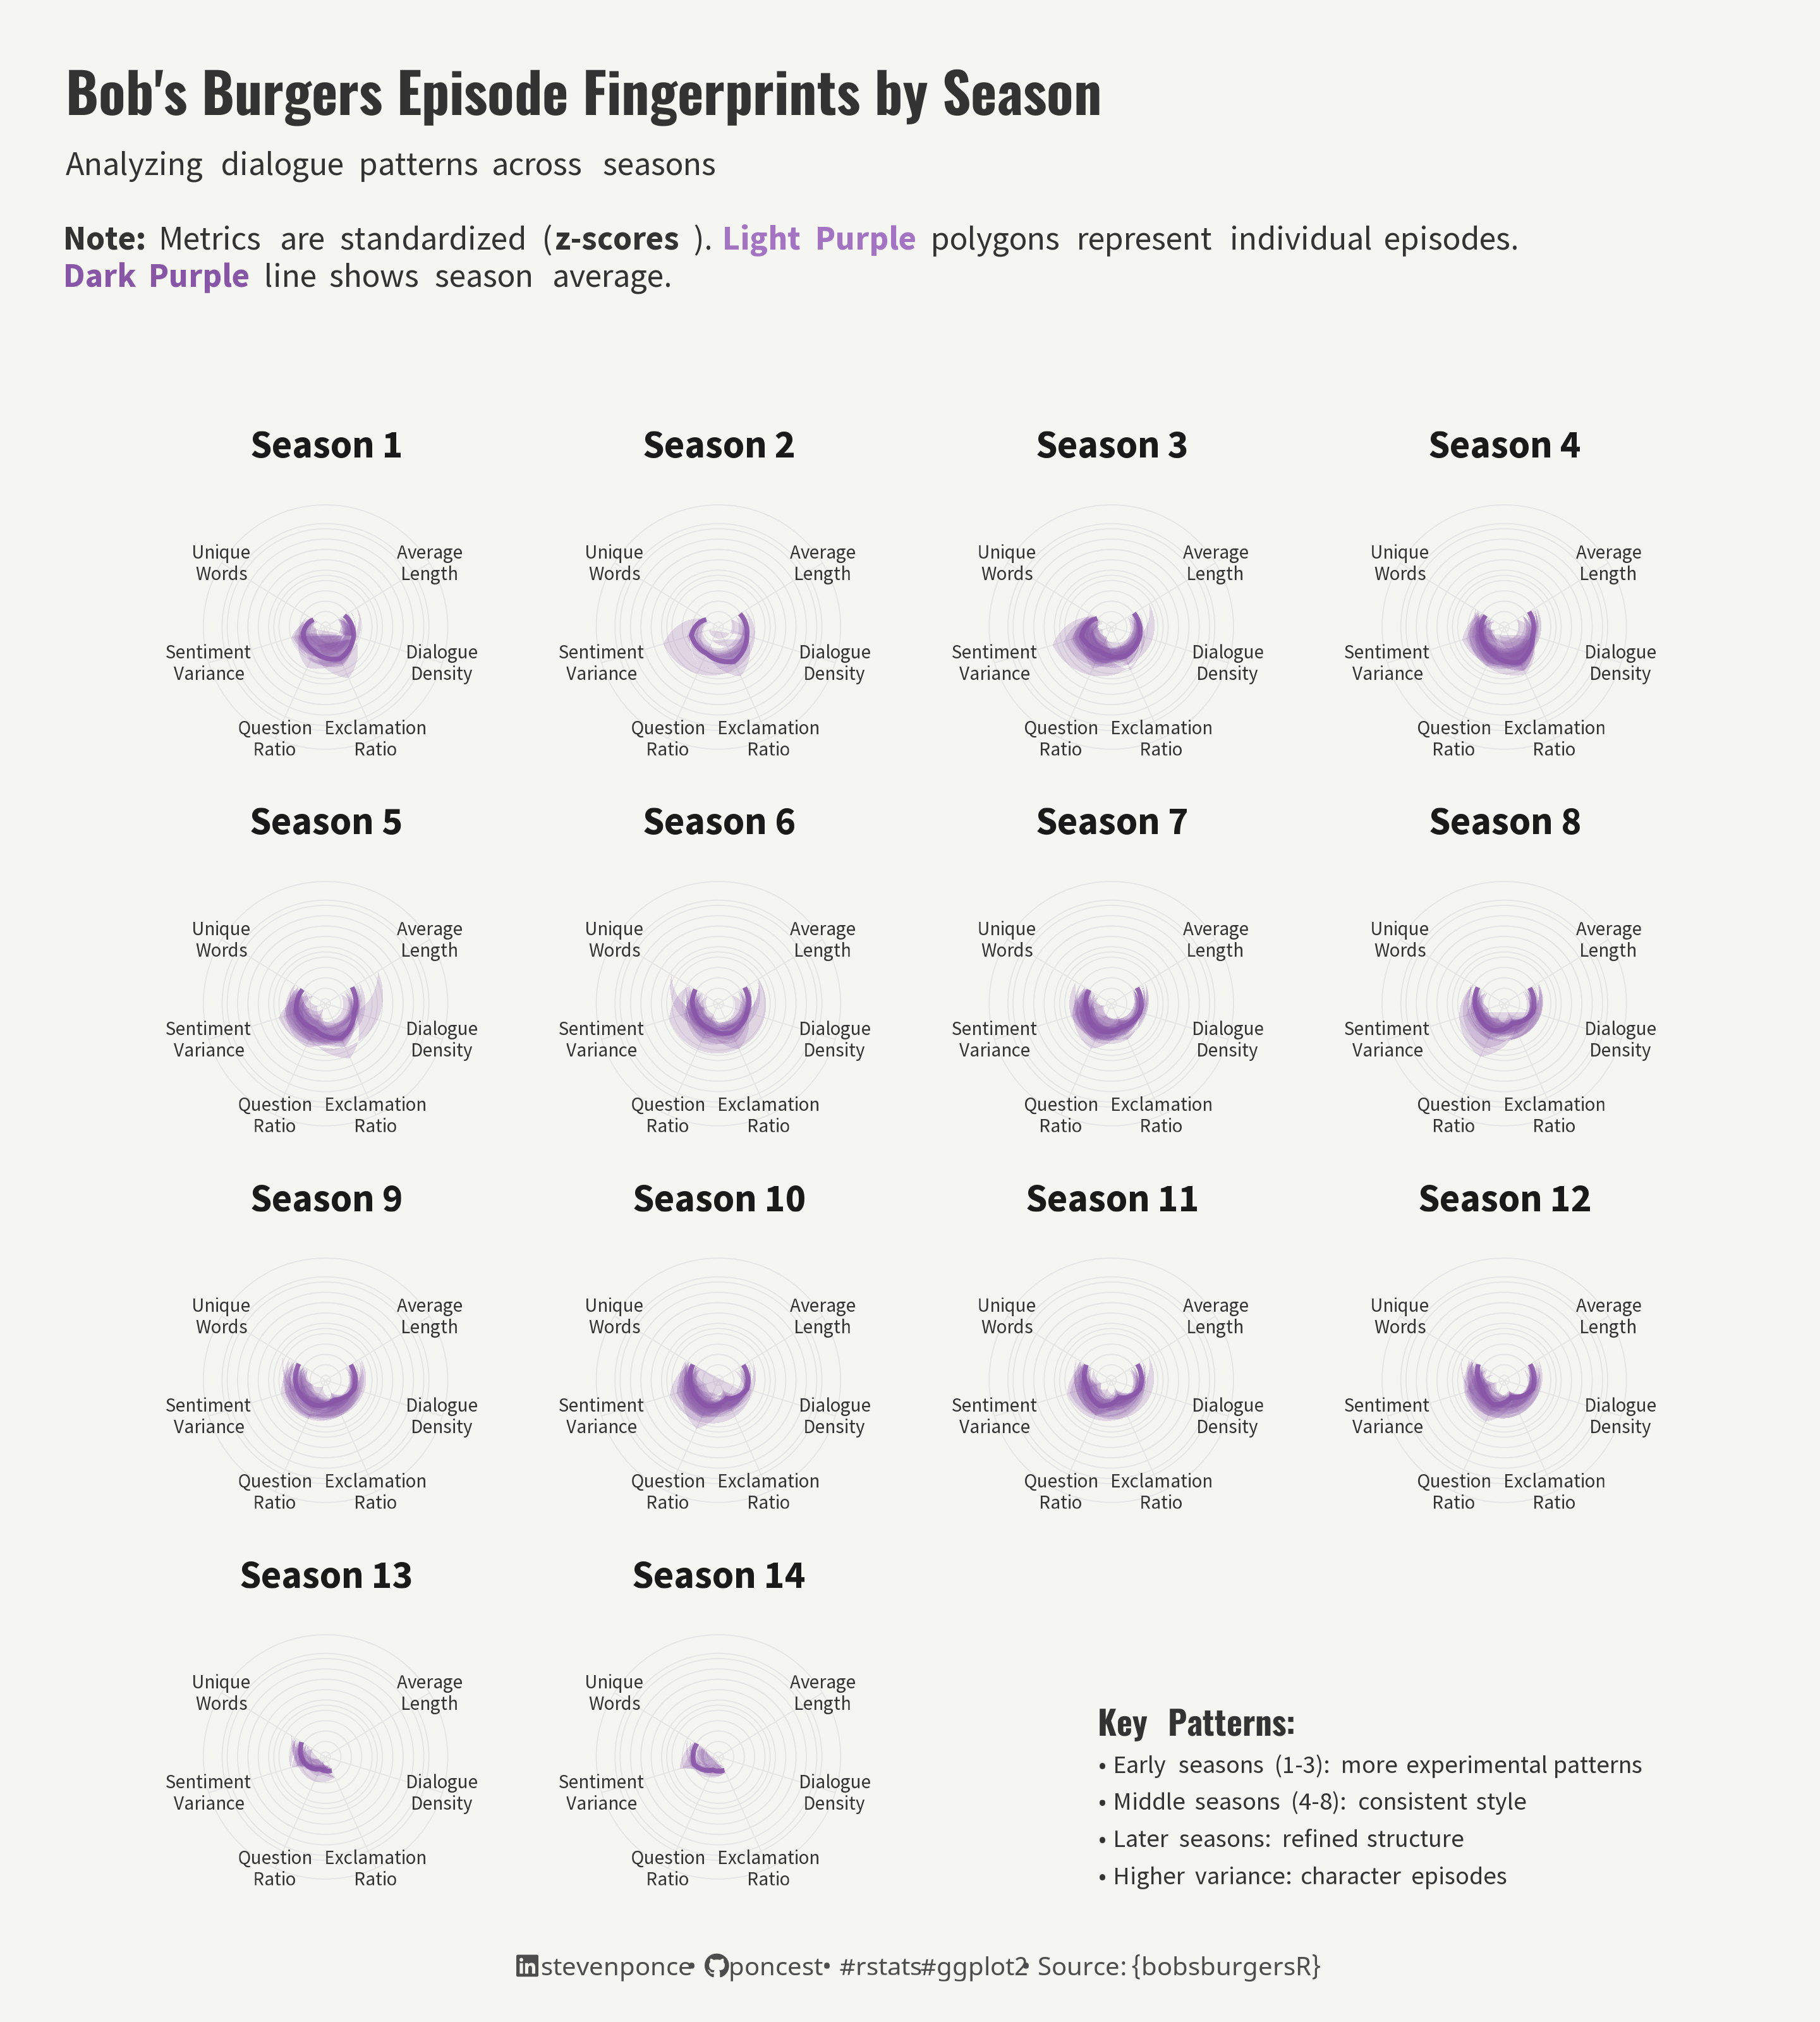 Bob's Burgers Episode Fingerprints by Season
Analyzing dialogue patterns across seasons
Note: Metrics are standardized (z-scores ). Light Purple polygons represent individual episodes.
Dark Purple line shows season average.
Season 1
Unique
Words
Average
Length
Sentiment
Variance
Dialogue
Density
Question
Ratio
Exclamation
Ratio
Season 2
Unique
Words
Average
Length
Sentiment
Variance
Dialogue
Density
Question
Ratio
Exclamation
Ratio
Season 3
Unique
Words
Average
Length
Sentiment
Variance
Dialogue
Density
Question
Ratio
Exclamation
Ratio
Season 4
Unique
Words
Average
Length
Sentiment
Variance
Dialogue
Density
Question
Ratio
Exclamation
Ratio
Season 5
Unique
Words
Average
Length
Sentiment
Variance
Dialogue
Density
Question
Ratio
Exclamation
Ratio
Season 6
Unique
Words
Average
Length
Sentiment
Variance
Dialogue
Density
Question
Ratio
Exclamation
Ratio
Season 7
Unique
Words
Average
Length
Sentiment
Variance
Dialogue
Density
Question
Ratio
Exclamation
Ratio
Season 8
Unique
Words
Average
Length
Sentiment
Variance
Dialogue
Density
Question
Ratio
Exclamation
Ratio
Season 9
Unique
Words
Average
Length
Sentiment
Variance
Dialogue
Density
Question
Ratio
Exclamation
Ratio
Season 10
Unique
Words
Average
Length
Sentiment
Variance
Dialogue
Density
Question
Ratio
Exclamation
Ratio
Season 11
Unique
Words
Average
Length
Sentiment
Variance
Dialogue
Density
Question
Ratio
Exclamation
Ratio
Season 12
Unique
Words
Average
Length
Sentiment
Variance
Dialogue
Density
Question
Ratio
Exclamation
Ratio
Season 13
Unique
Words
Average
Length
Sentiment
Variance
Dialogue
Density
Question
Ratio
Exclamation
Ratio
Season 14
Unique
Words
Average
Length
Sentiment
Variance
Dialogue
Density
Question
Ratio
Exclamation
Ratio
Key Patterns:
• Early seasons (1-3): more experimental patterns
• Middle seasons (4-8): consistent style
• Later seasons: refined structure
• Higher variance: character episodes
in stevenponce • poncest • #rstats#ggplot2 • Source: {bobsburgersR}